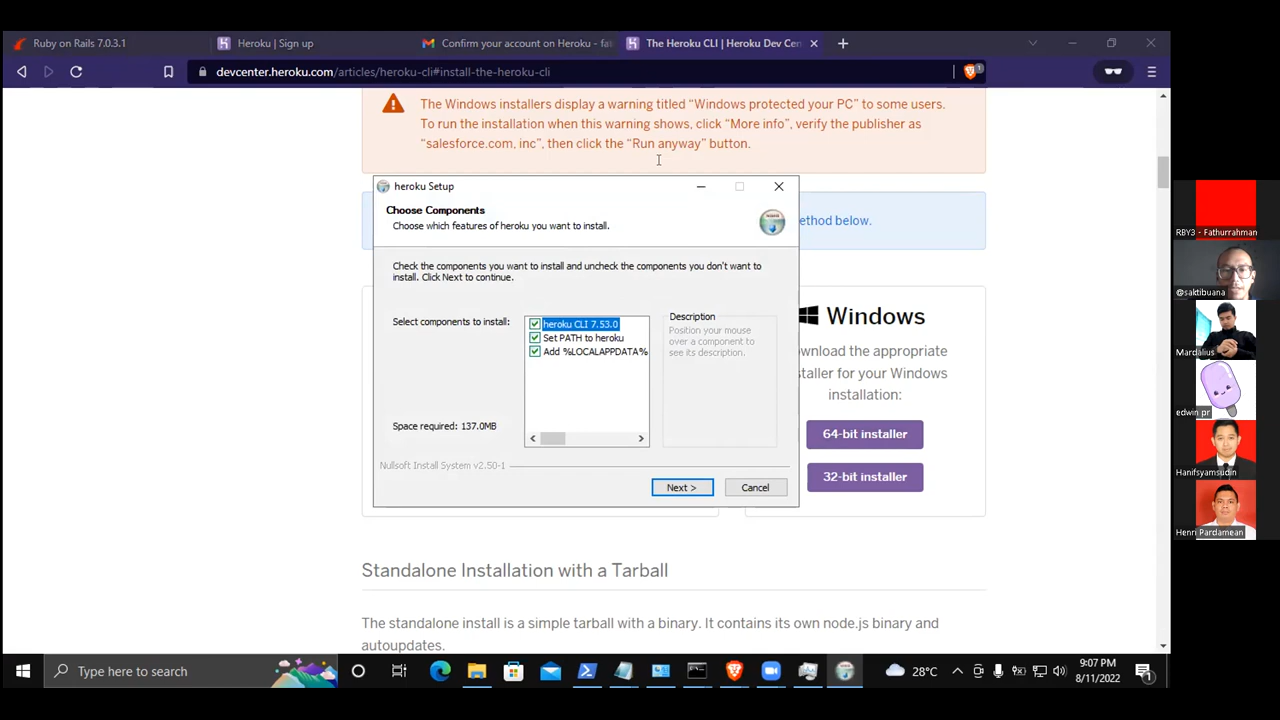 Ruby on Rails 7.0.3.1
Heroku | Sign up
Confirm your account on Heroku - fat
The Heroku CLI | Heroku Dev Cen
devcenter.heroku.com/articles/heroku-cli#install-the-heroku-cli
1
The Windows installers display a warning titled “Windows protected your PC” to some users.
To run the installation when this warning shows, click “More info”, verify the publisher as
“salesforce.com, inc”, then click the “Run anyway” button.
ethod below.
heroku Setup
Choose Components
Choose which features of heroku you want to install.
Check the components you want to install and uncheck the components you don't want to
install. Click Next to continue.
Select components to install:
heroku CLI 7.53.0
Set PATH to heroku
Add %LOCALAPPDATA%
Description
Position your mouse
over a component to
see its description.
Space required: 137.0MB
Nullsoft Install System v2.50-1
Next >
Cancel
Windows
wnload the appropriate
staller for your Windows
installation:
64-bit installer
32-bit installer
Standalone Installation with a Tarball
The standalone install is a simple tarball with a binary. It contains its own node.js binary and
autoupdates.
RBY3 - Fathurrahman
@saktibuana
Mardalius
edwin pr
Hanifsyamsudin
Henri Pardamean
Type here to search
28°C
9:07 PM
8/11/2022
1